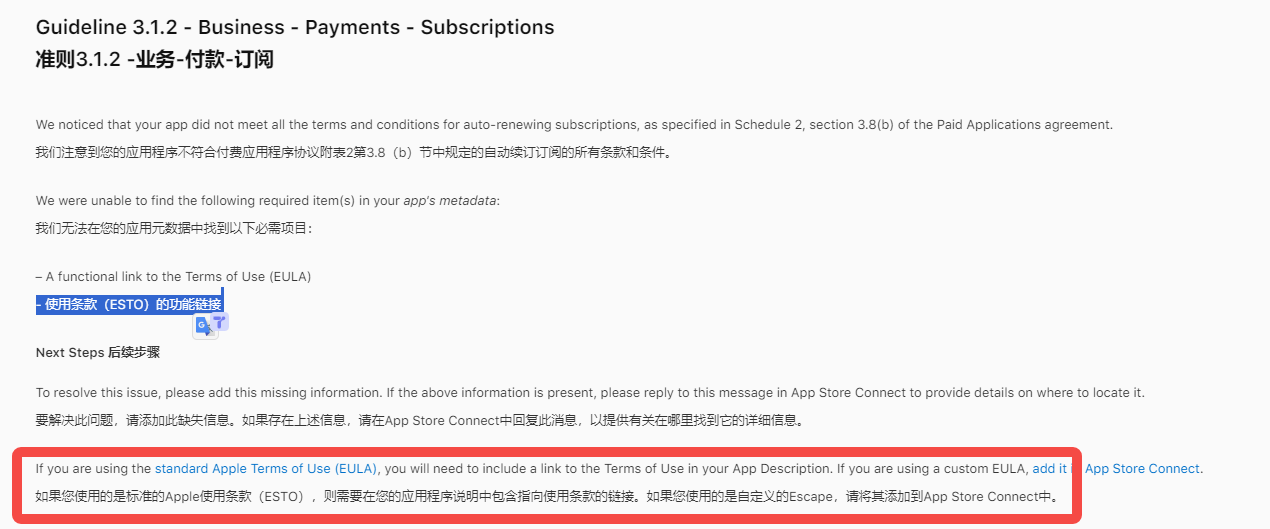 Guideline 3.1.2 - Business - Payments - Subscriptions
准则3.1.2 -业务-付款-订阅
We noticed that your app did not meet all the terms and conditions for auto-renewing subscriptions, as specified in Schedule 2, section 3.8(b) of the Paid Applications agreement.
我们注意到您的应用程序不符合付费应用程序协议附表2第3.8（b）节中规定的自动续订订阅的所有条款和条件。
We were unable to find the following required item(s) in your app's metadata:
我们无法在您的应用元数据中找到以下必需项目：
– A functional link to the Terms of Use (EULA)
- 使用条款（ESTO）的功能链接
Next Steps 后续步骤
To resolve this issue, please add this missing information. If the above information is present, please reply to this message in App Store Connect to provide details on where to locate it.
要解决此问题，请添加此缺失信息。如果存在上述信息，请在App Store Connect中回复此消息，以提供有关在哪里找到它的详细信息。
If you are using the standard Apple Terms of Use (EULA), you will need to include a link to the Terms of Use in your App Description. If you are using a custom EULA, add it App Store Connect.
如果您使用的是标准的Apple使用条款（ESTO），则需要在您的应用程序说明中包含指向使用条款的链接。如果您使用的是自定义的Escape，请将其添加到App Store Connect中。